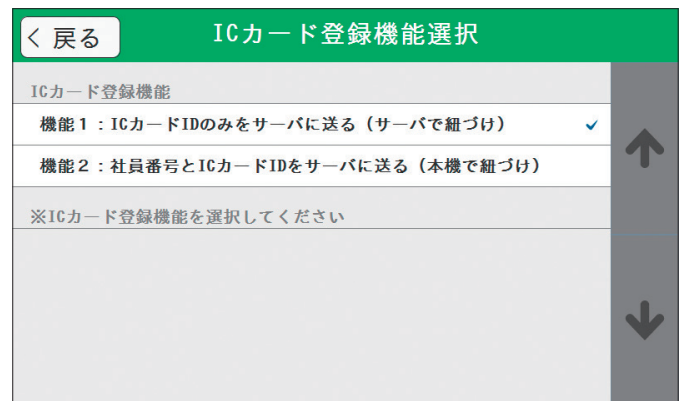 戻る
ICカード登録機能選択
ICカード登録機能
機能1：ICカードIDのみをサーバに送る（サーバで紐づけ）
機能2：社員番号とICカードIDをサーバに送る（本機で紐づけ）
※ICカード登録機能を選択してください